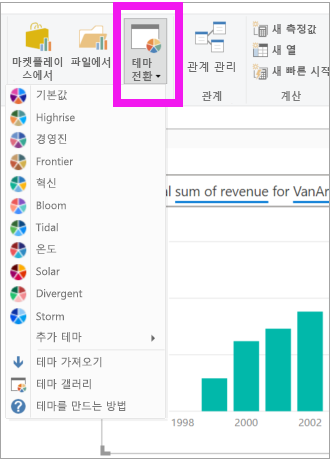 마켓플레이
스에서
파일에서
테마
전환
관계 관리
새 측정값
새 열
새 빠른 시작
관계
계산
기본값
Highrise
경영진
Frontier
혁신
Bloom
Tidal
온도
Solar
Divergent
Storm
추가 테마
테마 가져오기
테마 갤러리
테마를 만드는 방법
al sum of revenue for VanAr
1998
2000
2002